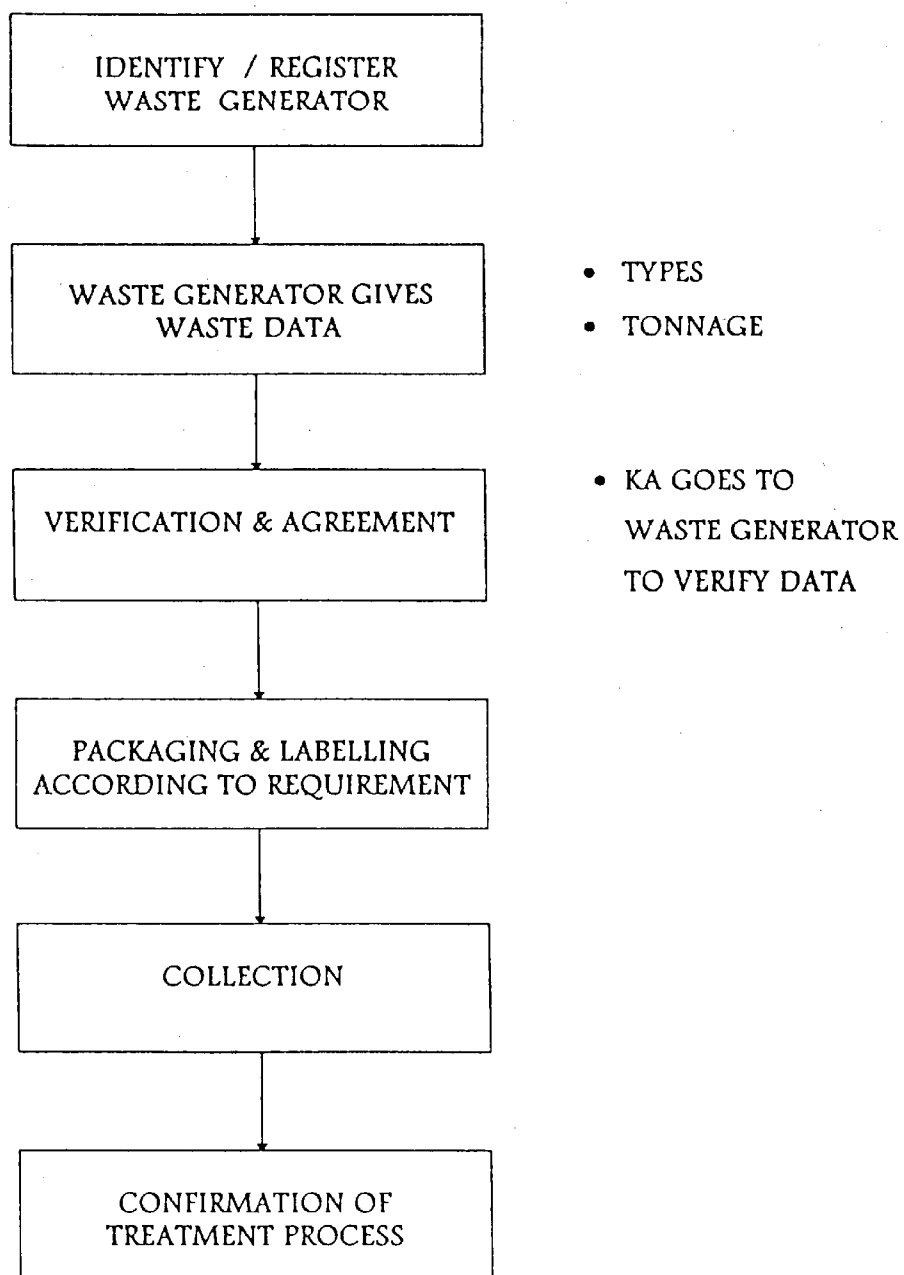 IDENTIFY / REGISTER
WASTE GENERATOR
WASTE GENERATOR GIVES
WASTE DATA
• TYPES
• TONNAGE
VERIFICATION & AGREEMENT
• KA GOES TO
WASTE GENERATOR
TO VERIFY DATA
PACKAGING & LABELLING
ACCORDING TO REQUIREMENT
COLLECTION
CONFIRMATION OF
TREATMENT PROCESS